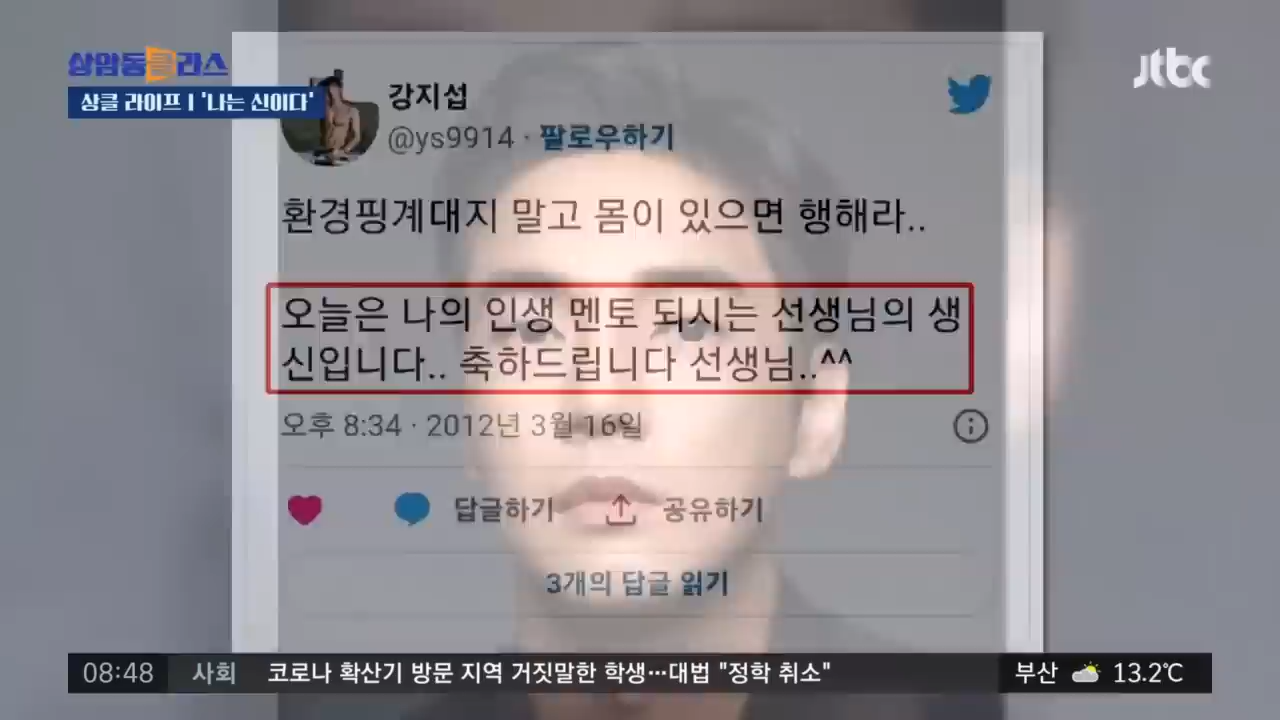 상암동클라스
jtbc
상클 라이프 | '나는 신이다'
강지섭
@ys9914 · 팔로우하기
환경핑계대지 말고 몸이 있으면 행해라..
오늘은 나의 인생 멘토 되시는 선생님의 생
신입니다.. 축하드립니다 선생님..^^
오후 8:34 · 2012년 3월 16일
답글하기 공유하기
3개의 답글 읽기
08:48 사회 코로나 확산기 방문 지역 거짓말한 학생…대법 "정학 취소" 부산 13.2℃